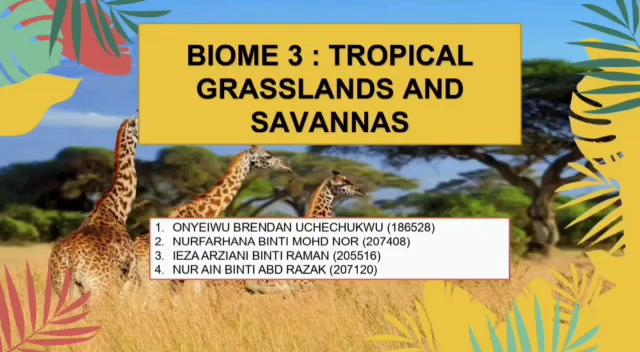 BIOME 3 : TROPICAL
GRASSLANDS AND
SAVANNAS
1. ONYEIWU BRENDAN UCHECHUKWU (186528)
2. NURFARHANA BINTI MOHD NOR (207408)
3. IEZA ARZIANI BINTI RAMAN (205516)
4. NUR AIN BINTI ABD RAZAK (207120)